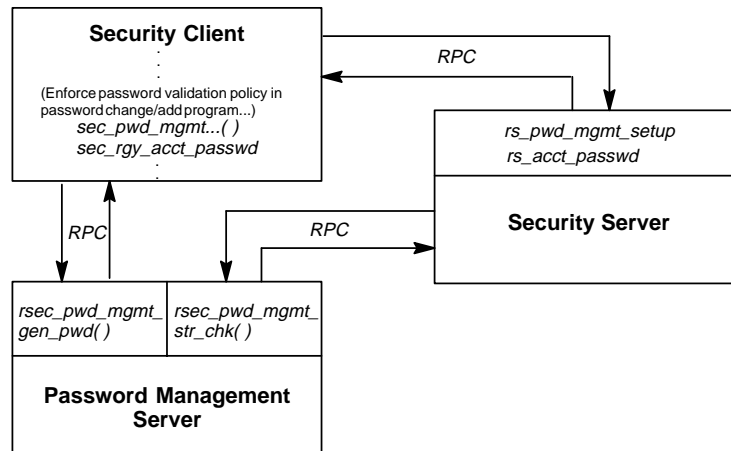 Security Client
.
.
.
(Enforce password validation policy in
password change/add program...)
sec_pwd_mgmt...( )
sec_rgy_acct_passwd
.
.
RPC
rs_pwd_mgmt_setup
rs_acct_passwd
Security Server
RPC
RPC
rsec_pwd_mgmt_
gen_pwd( )
rsec_pwd_mgmt_
str_chk( )
Password Management
Server